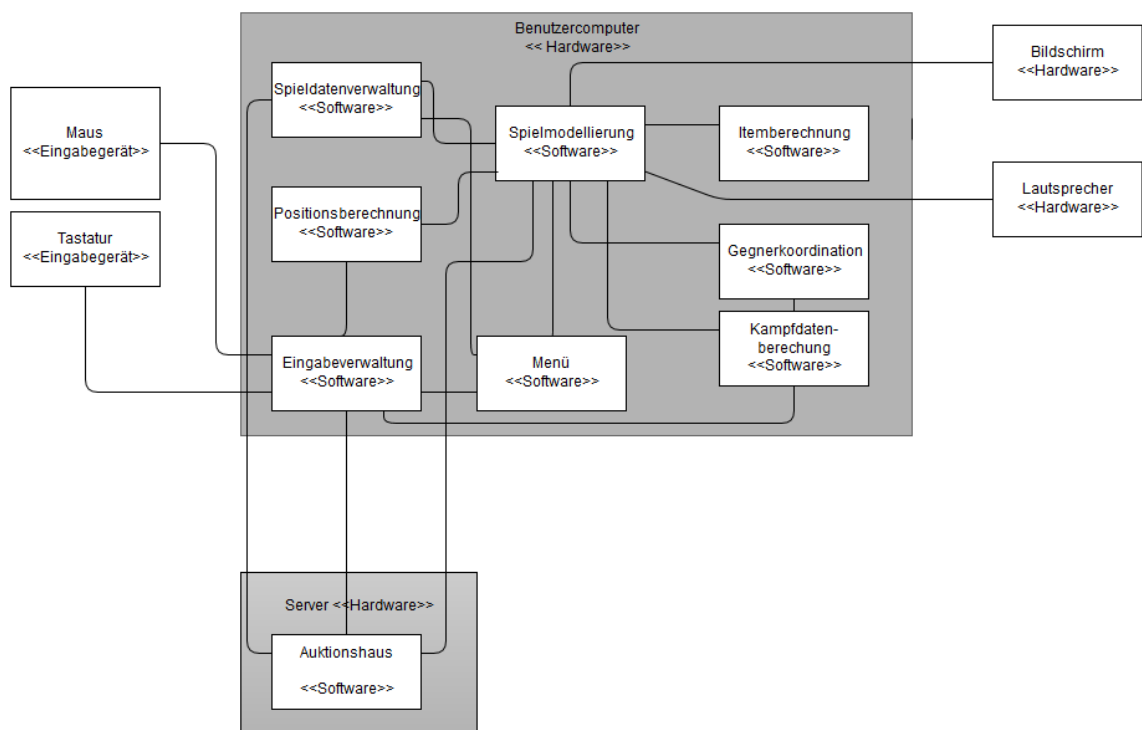 Benutzercomputer
<< Hardware>>
Bildschirm
<<Hardware>>
Spieldatenverwaltung
<<Software>>
Maus
<<Eingabegerät>>
Spielmodellierung
<<Software>>
Itemberechnung
<<Software>>
Lautsprecher
<<Hardware>>
Positionsberechnung
<<Software>>
Tastatur
<<Eingabegerät>>
Gegnerkoordination
<<Software>>
Kampfdaten-
berechung
<<Software>>
Eingabeverwaltung
<<Software>>
Menü
<<Software>>
Server <<Hardware>>
Auktionshaus
<<Software>>